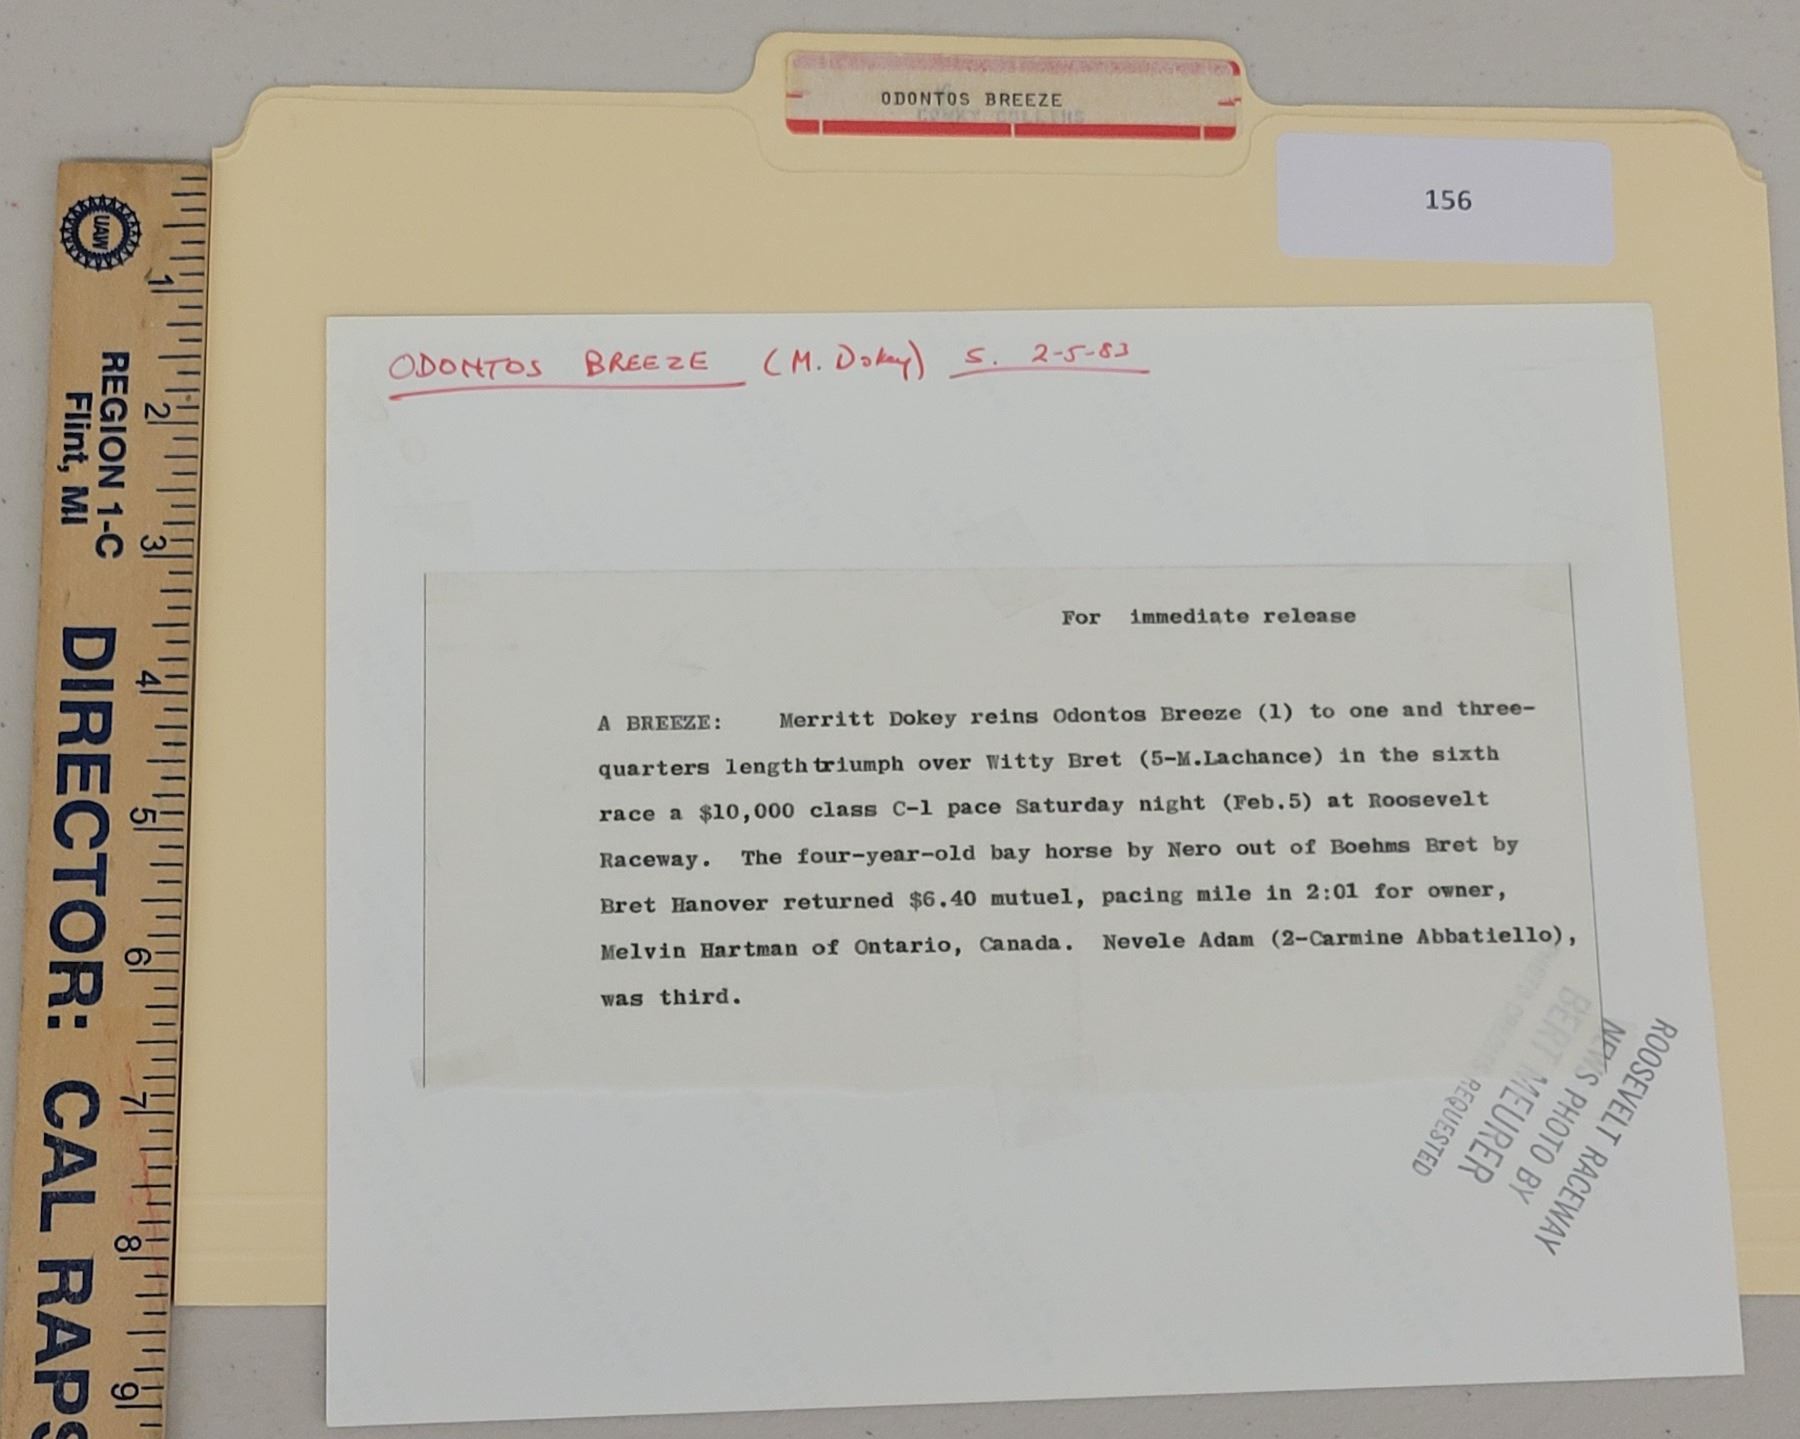 ODONTOS BREEZE
156
ODONTOS BREEZE (M. Dokey) S. 2-5-83
For immediate release
A BREEZE: Merritt Dokey reins Odontos Breeze (1) to one and three-
quarters length triumph over Witty Bret (5-M.Lachance) in the sixth
race a $10,000 class C-1 pace Saturday night (Feb.5) at Roosevelt
Raceway. The four-year-old bay horse by Nero out of Boehms Bret by
Bret Hanover returned $6.40 mutuel, pacing mile in 2:01 for owner,
Melvin Hartman of Ontario, Canada. Nevele Adam (2-Carmine Abbatiello),
was third.
ROOSEVELT RACEWAY
NEWS PHOTO BY
BERT MEURER
REQUESTED
UAW
REGION 1-C
Flint, MI
DIRECTOR: CAL RAPS
1
2
3
4
5
6
7
8
9